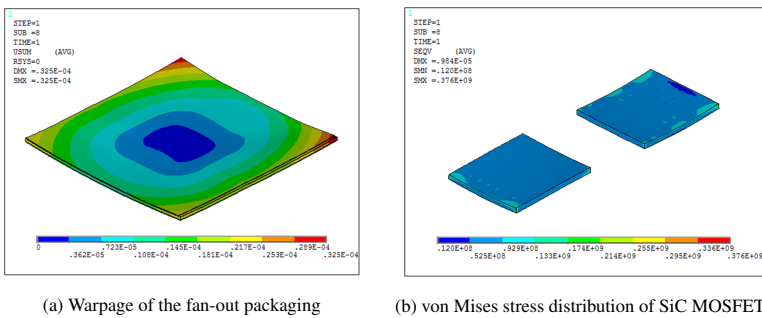 1
STEP=1
SUB =8
TIME=1
USUM (AVG)
RSYS=0
DMX =.325E-04
SMX =.325E-04
0 .723E-05 .145E-04 .217E-04 .289E-04
.362E-05 .108E-04 .181E-04 .253E-04 .325E-04
(a) Warpage of the fan-out packaging
1
STEP=1
SUB =8
TIME=1
SEQV (AVG)
DMX =.984E-05
SMN =.120E+08
SMX =.376E+09
.120E+08 .929E+08 .174E+09 .255E+09 .336E+09
.525E+08 .133E+09 .214E+09 .295E+09 .376E+09
(b) von Mises stress distribution of SiC MOSFET